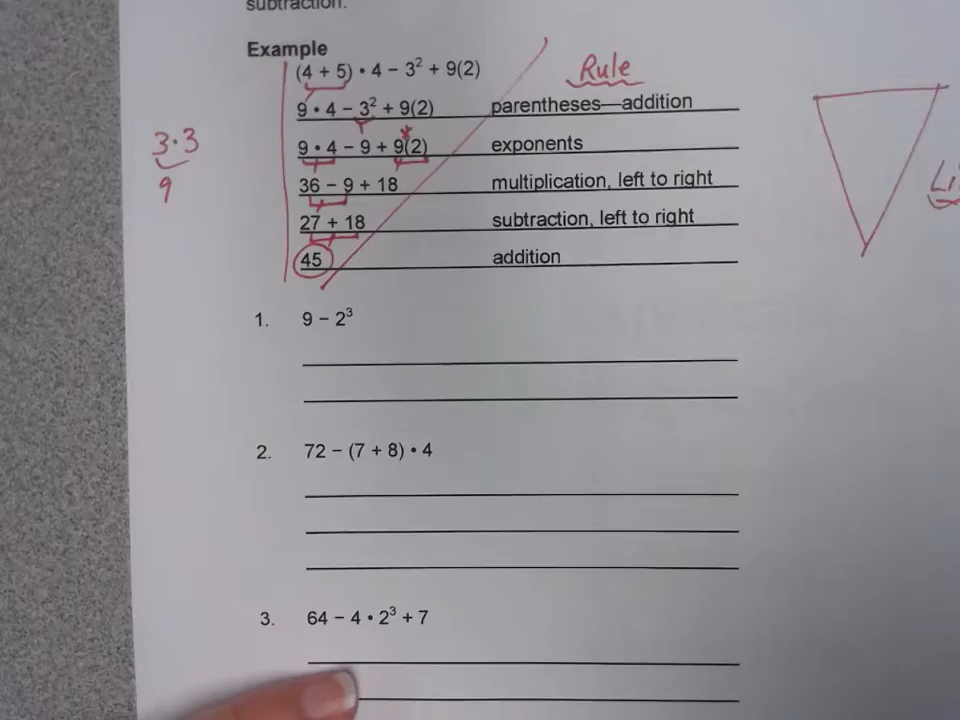 subtraction.
Example
(4 + 5) • 4 − 3² + 9(2)
Rule
9 • 4 − 3² + 9(2) parentheses—addition
3·3
9 • 4 − 9 + 9(2) exponents
9
36 − 9 + 18 multiplication, left to right
27 + 18 subtraction, left to right
45 addition
1. 9 − 2³
2. 72 − (7 + 8) • 4
3. 64 − 4 • 2³ + 7